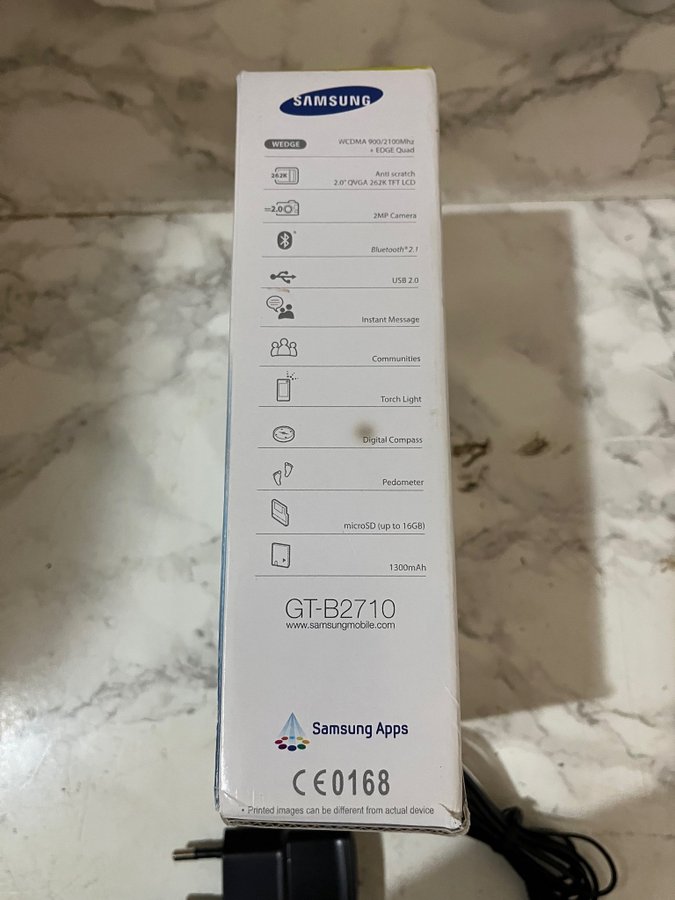 SAMSUNG
WEDGE
WCDMA 900/2100Mhz
+ EDGE Quad
262K
Anti scratch
2.0" QVGA 262K TFT LCD
2.0
2MP Camera
Bluetooth® 2.1
USB 2.0
Instant Message
Communities
Torch Light
Digital Compass
Pedometer
microSD (up to 16GB)
1300mAh
GT-B2710
www.samsungmobile.com
Samsung Apps
CE0168
• Printed images can be different from actual device